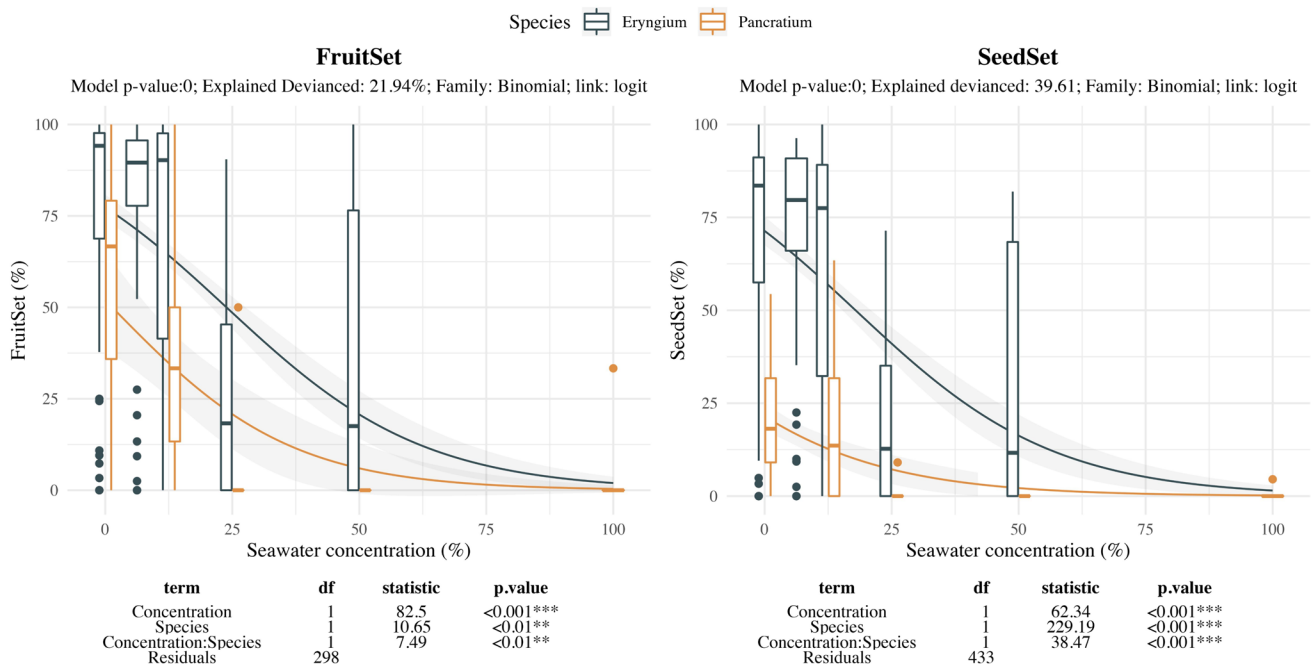 Species Eryngium Pancratium
FruitSet
Model p-value:0; Explained Devianced: 21.94%; Family: Binomial; link: logit
FruitSet (%)
100
75
50
25
0
0 25 50 75 100
Seawater concentration (%)
term df statistic p.value
Concentration 1 82.5 <0.001***
Species 1 10.65 <0.01**
Concentration:Species 1 7.49 <0.01**
Residuals 298
SeedSet
Model p-value:0; Explained devianced: 39.61; Family: Binomial; link: logit
SeedSet (%)
100
75
50
25
0
0 25 50 75 100
Seawater concentration (%)
term df statistic p.value
Concentration 1 62.34 <0.001***
Species 1 229.19 <0.001***
Concentration:Species 1 38.47 <0.001***
Residuals 433